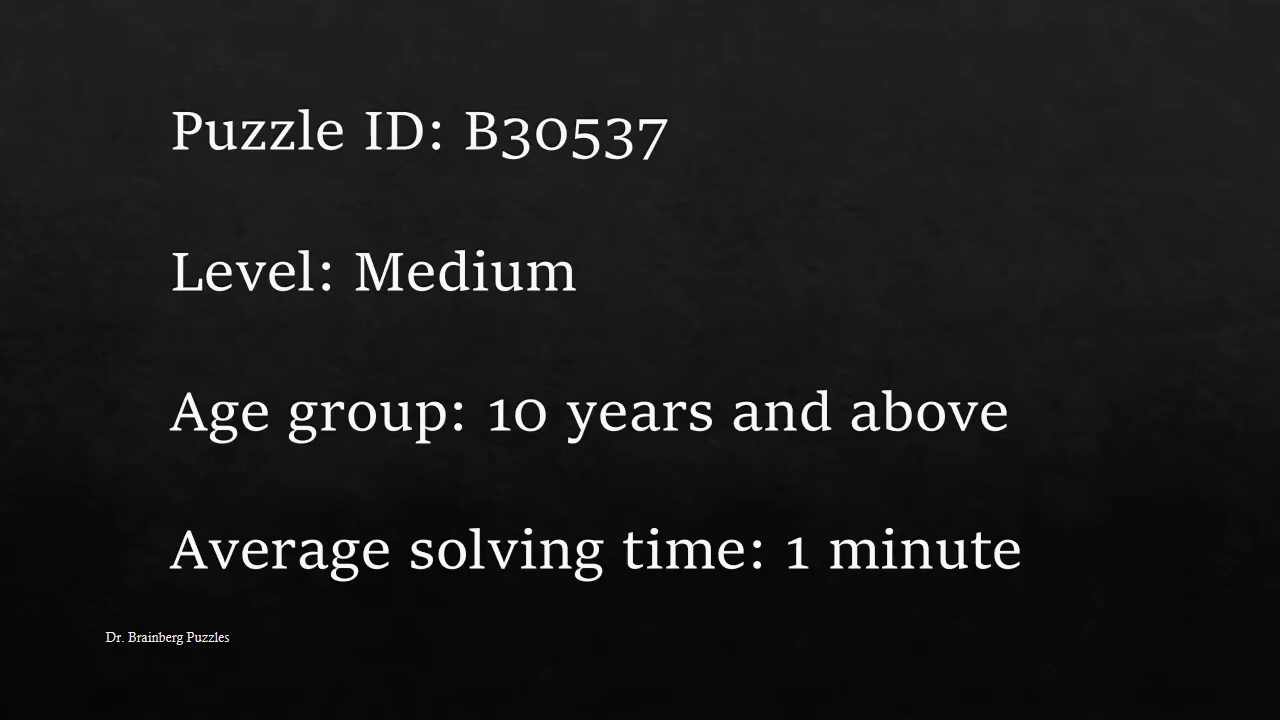 Puzzle ID: B30537
Level: Medium
Age group: 10 years and above
Average solving time: 1 minute
Dr. Brainberg Puzzles